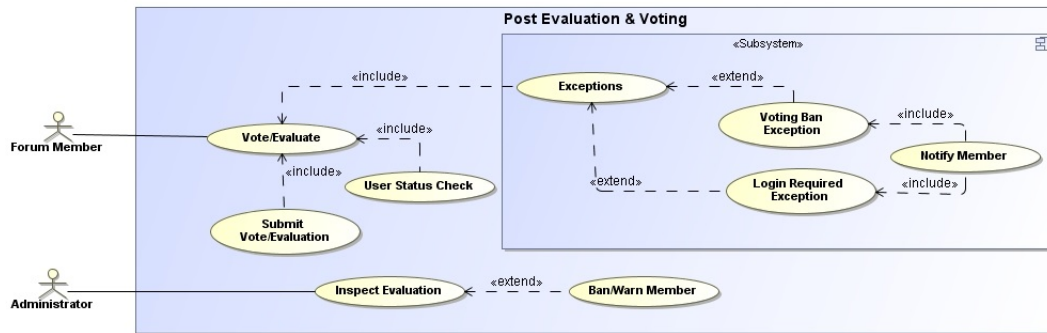 Post Evaluation & Voting
«Subsystem»
«include»
Exceptions
«extend»
Voting Ban
Exception
«include»
Forum Member
Vote/Evaluate
«include»
Notify Member
«include»
User Status Check
«extend»
Login Required
Exception
«include»
Submit
Vote/Evaluation
Administrator
Inspect Evaluation
«extend»
Ban/Warn Member